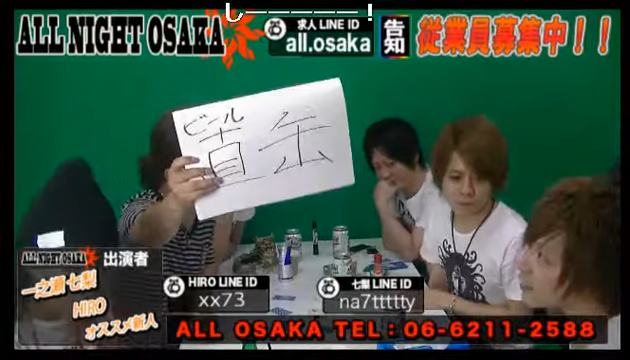 ALL NIGHT OSAKA
求人 LINE ID
all.osaka
告知
従業員募集中！！
ビール
ALL NIGHT OSAKA 出演者
一之瀬 七梨
HIRO
オススメ新人
HIRO LINE ID
xx73
七梨 LINE ID
na7ttttty
ALL OSAKA TEL：06-6211-2588